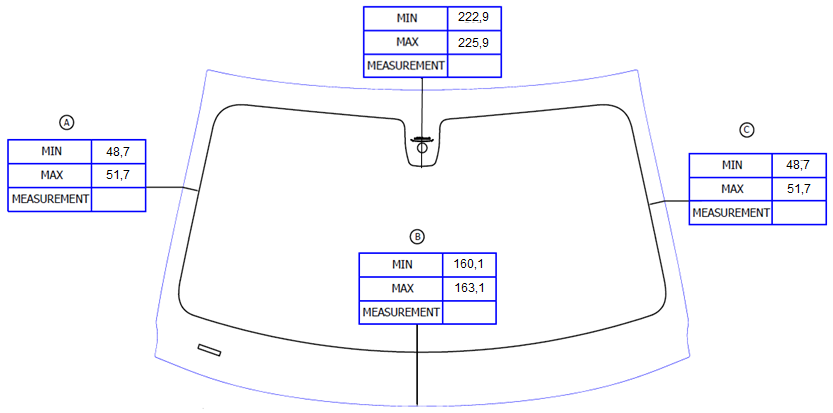 MIN 222,9
MAX 225,9
MEASUREMENT
A
MIN 48,7
MAX 51,7
MEASUREMENT
C
MIN 48,7
MAX 51,7
MEASUREMENT
B
MIN 160,1
MAX 163,1
MEASUREMENT